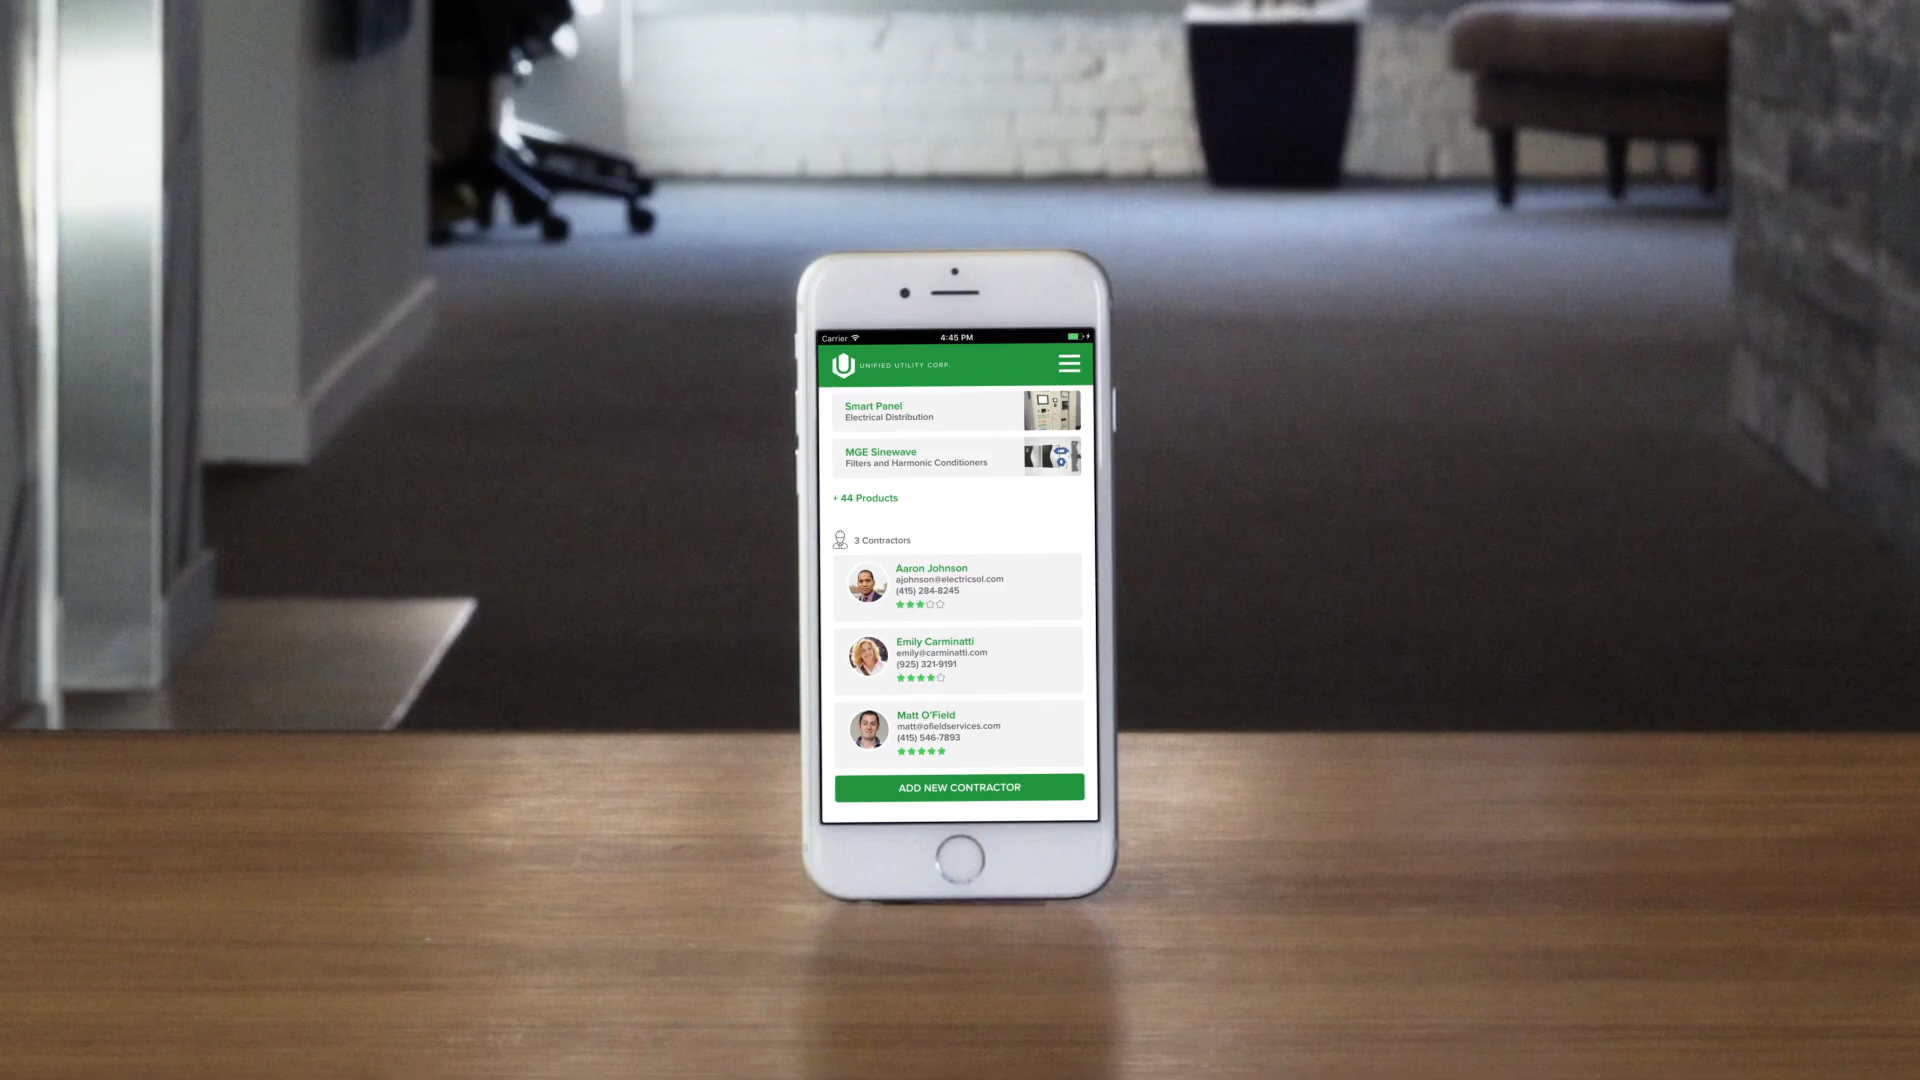 Carrier
4:45 PM
UNIFIED UTILITY CORP.
Smart Panel
Electrical Distribution
MGE Sinewave
Filters and Harmonic Conditioners
+ 44 Products
3 Contractors
Aaron Johnson
ajohnson@electricsol.com
(415) 284-8245
Emily Carminatti
emily@carminatti.com
(925) 321-9191
Matt O'Field
matt@ofieldservices.com
(415) 546-7893
ADD NEW CONTRACTOR